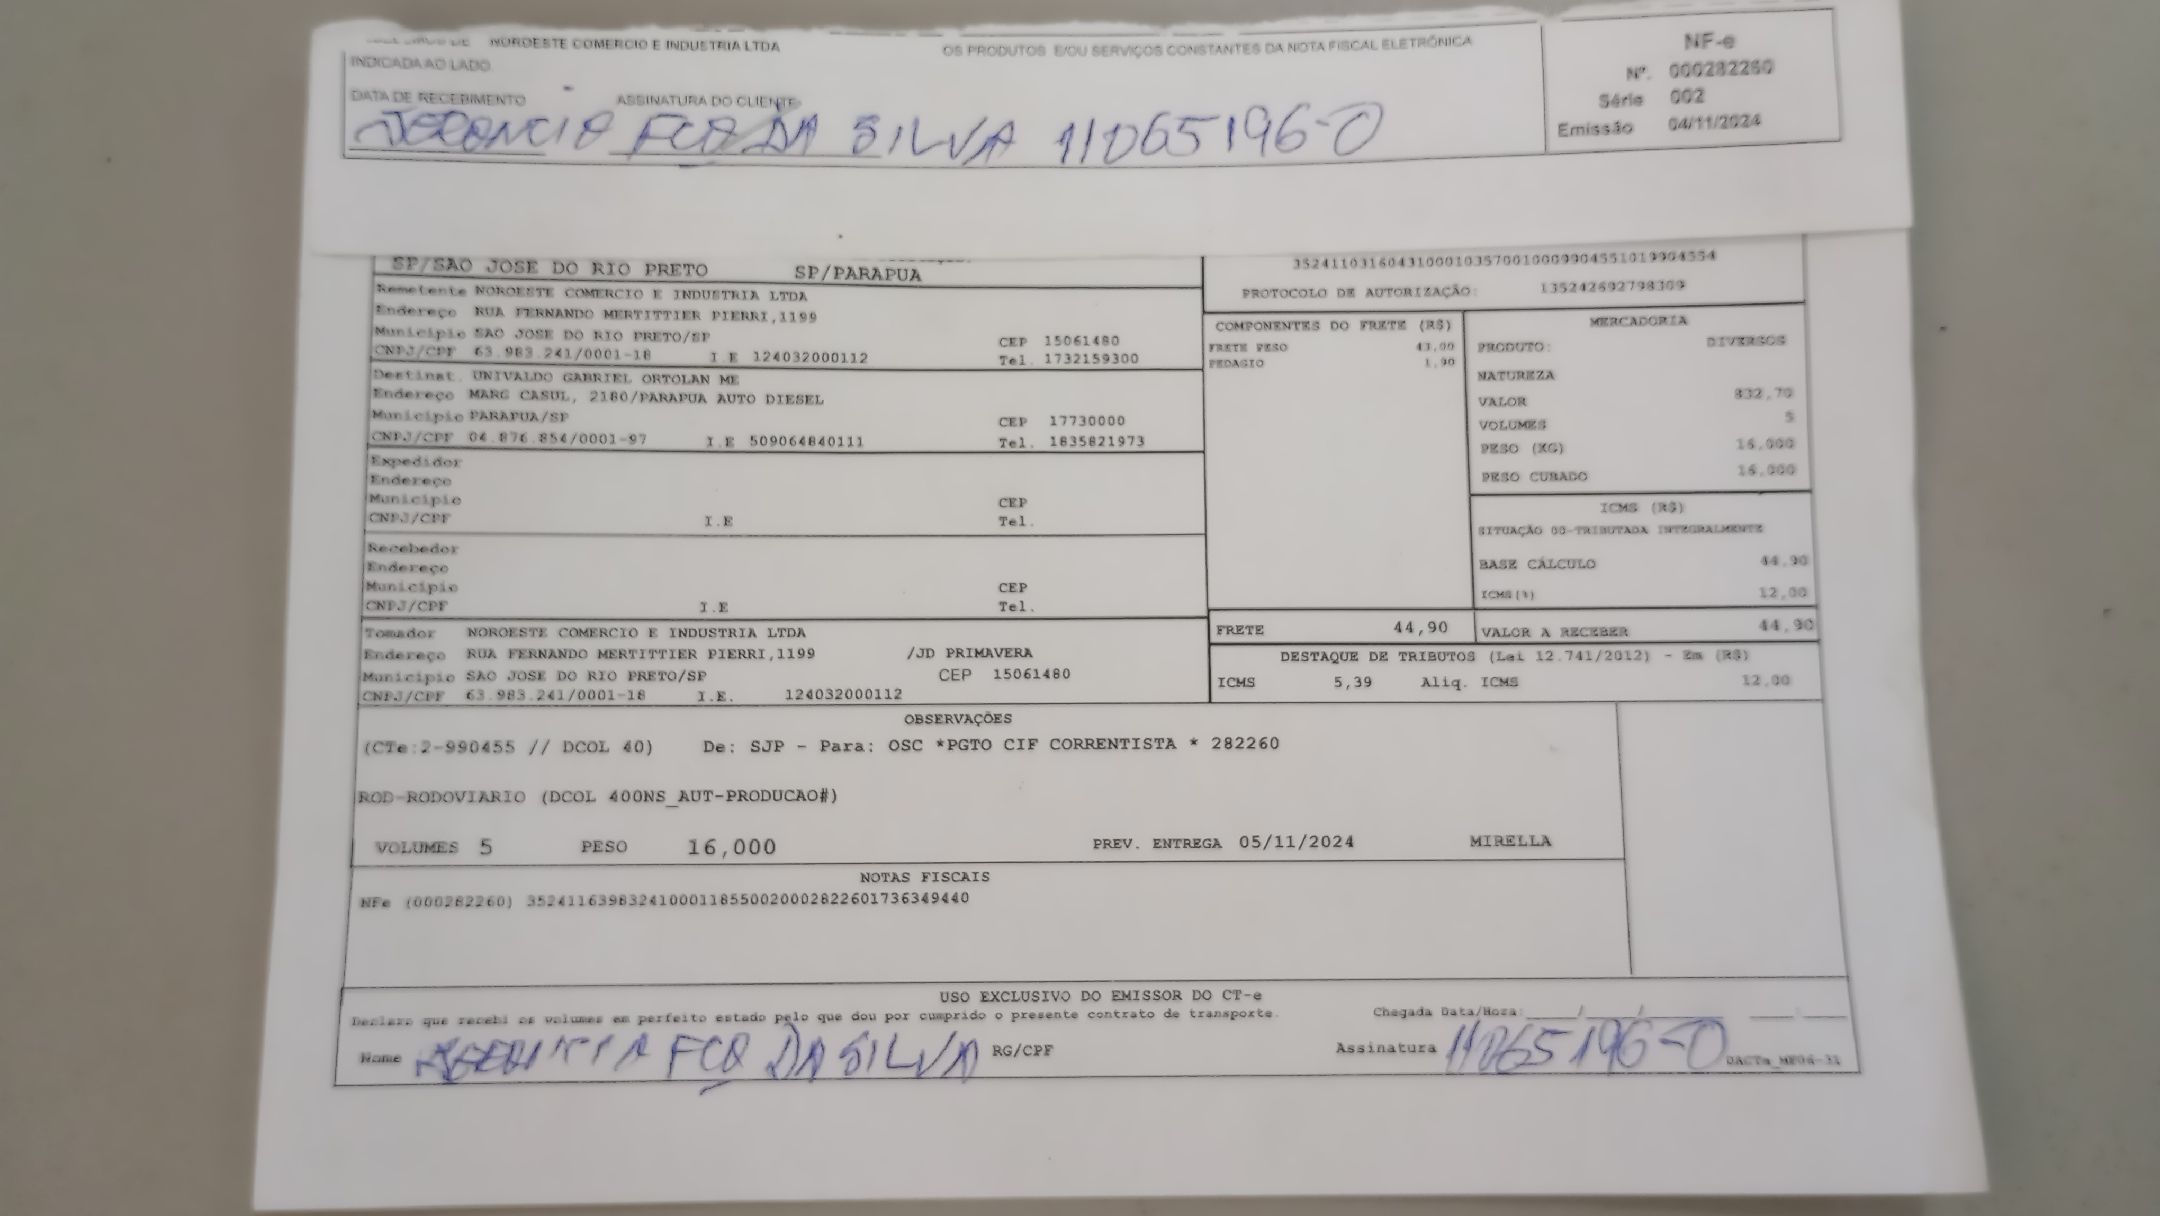 NOROESTE COMERCIO E INDUSTRIA LTDA OS PRODUTOS E/OU SERVIÇOS CONSTANTES DA NOTA FISCAL ELETRÔNICA
INDICADA AO LADO.
DATA DE RECEBIMENTO ASSINATURA DO CLIENTE
FCO DA SILVA 11065196-0
NF-e
Nº. 000282260
Série 002
Emissão 04/11/2024
SP/SAO JOSE DO RIO PRETO SP/PARAPUA
Remetente NOROESTE COMERCIO E INDUSTRIA LTDA
Endereço RUA FERNANDO MERTITTIER PIERRI,1199
Município SAO JOSE DO RIO PRETO/SP CEP 15061480
CNPJ/CPF 63.983.241/0001-18 I.E 124032000112 Tel. 1732159300
Destinat. UNIVALDO GABRIEL ORTOLAN ME
Endereço MARG CASUL, 2180/PARAPUA AUTO DIESEL
Município PARAPUA/SP CEP 17730000
CNPJ/CPF 04.876.854/0001-97 I.E 509064840111 Tel. 1835821973
Expedidor
Endereço
Município CEP
CNPJ/CPF I.E Tel.
Recebedor
Endereço
Município CEP
CNPJ/CPF I.E Tel.
Tomador NOROESTE COMERCIO E INDUSTRIA LTDA
Endereço RUA FERNANDO MERTITTIER PIERRI,1199 /JD PRIMAVERA
Município SAO JOSE DO RIO PRETO/SP CEP 15061480
CNPJ/CPF 63.983.241/0001-18 I.E. 124032000112
35241103160431000103570010009904551019904554
PROTOCOLO DE AUTORIZAÇÃO: 135242692798309
COMPONENTES DO FRETE (R$)
FRETE PESO 43,00
PEDAGIO 1,90
MERCADORIA
PRODUTO: DIVERSOS
NATUREZA
VALOR 832,70
VOLUMES 5
PESO (KG) 16,000
PESO CUBADO 16,000
ICMS (R$)
SITUAÇÃO 00-TRIBUTADA INTEGRALMENTE
BASE CÁLCULO 44,90
ICMS(%) 12,00
FRETE 44,90 VALOR A RECEBER 44,90
DESTAQUE DE TRIBUTOS (Lei 12.741/2012) - Em (R$)
ICMS 5,39 Aliq. ICMS 12,00
OBSERVAÇÕES
(CTe:2-990455 // DCOL 40) De: SJP - Para: OSC *PGTO CIF CORRENTISTA * 282260
ROD-RODOVIARIO (DCOL 400NS_AUT-PRODUCAO#)
VOLUMES 5 PESO 16,000 PREV. ENTREGA 05/11/2024 MIRELLA
NOTAS FISCAIS
NFe (000282260) 35241163983241000118550020002822601736349440
USO EXCLUSIVO DO EMISSOR DO CT-e
Declaro que recebi os volumes em perfeito estado pelo que dou por cumprido o presente contrato de transporte. Chegada Data/Hora:
Nome FCO DA SILVA RG/CPF Assinatura 11065196-0